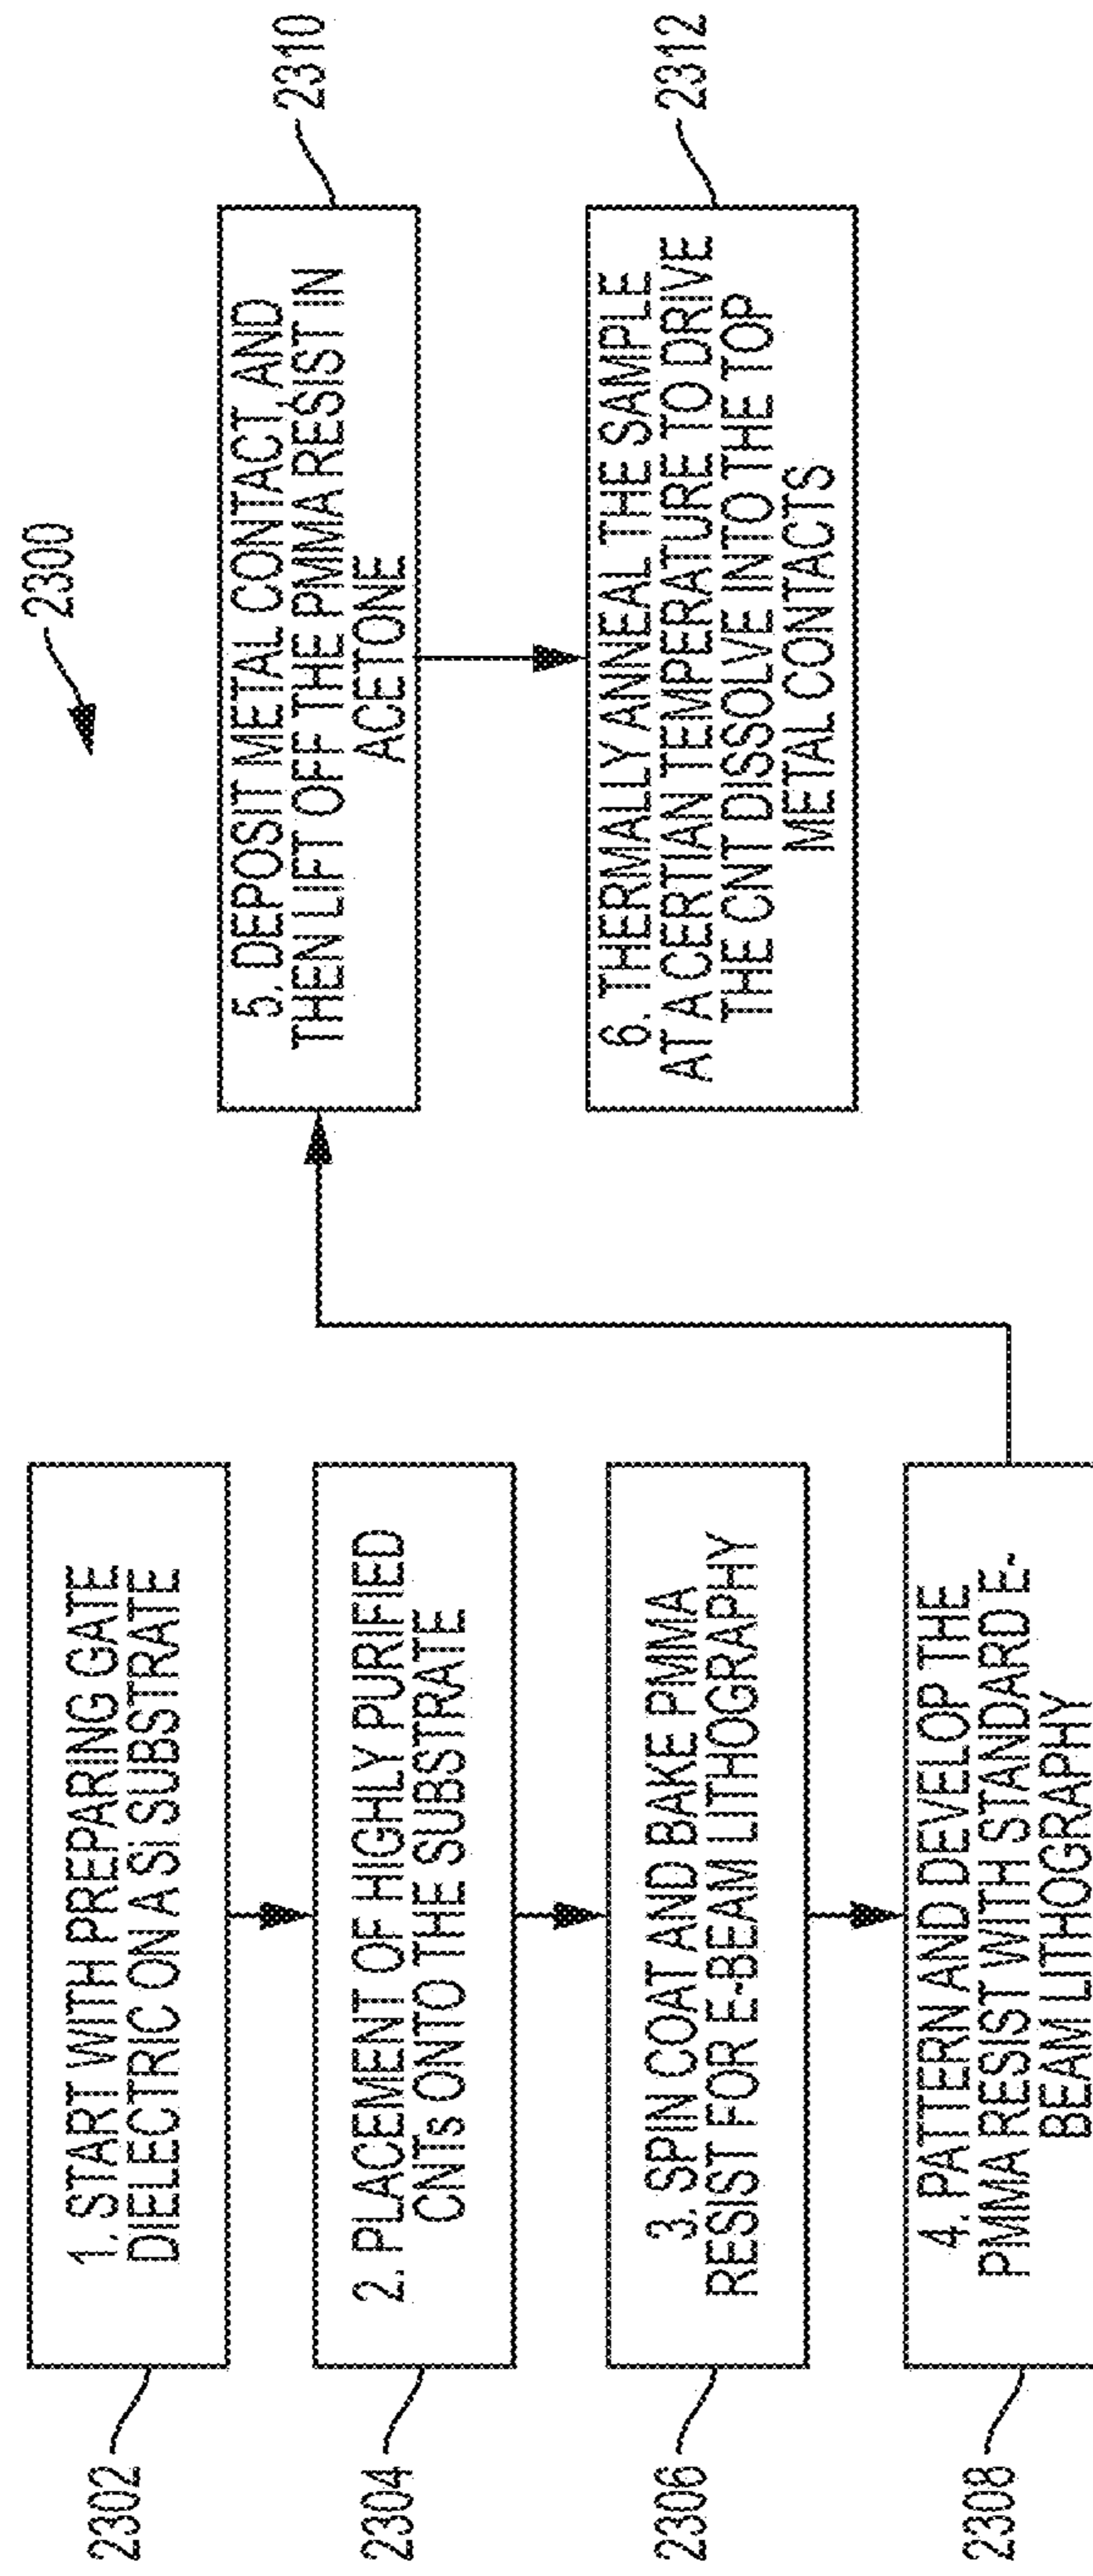 2300
2302
1. START WITH PREPARING GATE
DIELECTRIC ON A Si SUBSTRATE
2304
2. PLACEMENT OF HIGHLY PURIFIED
CNTs ONTO THE SUBSTRATE
2306
3. SPIN COAT AND BAKE PMMA
RESIST FOR E-BEAM LITHOGRAPHY
2308
4. PATTERN AND DEVELOP THE
PMMA RESIST WITH STANDARD E-
BEAM LITHOGRAPHY
5. DEPOSIT METAL CONTACT, AND
THEN LIFT OFF THE PMMA RESIST IN
ACETONE
2310
6. THERMALLY ANNEAL THE SAMPLE
AT A CERTIAN TEMPERATURE TO DRIVE
THE CNT DISSOLVE INTO THE TOP
METAL CONTACTS
2312